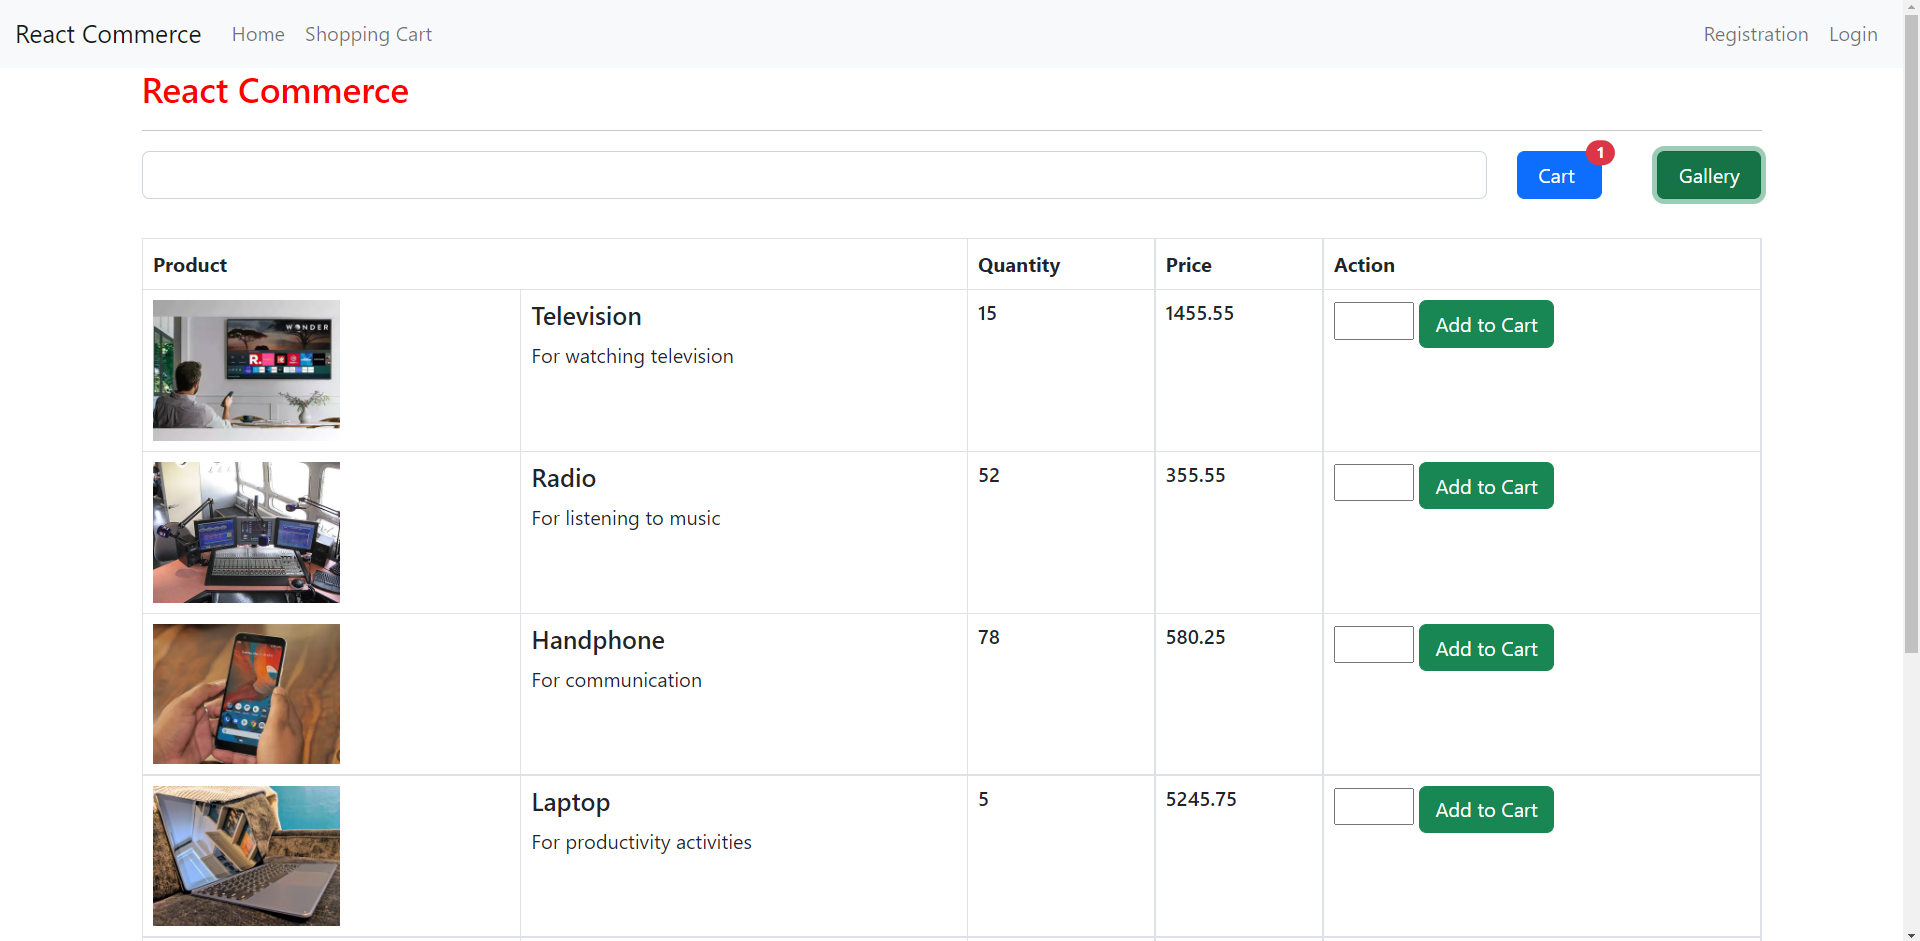 React Commerce Home Shopping Cart Registration Login
React Commerce
1
Cart Gallery
Product Quantity Price Action
WONDER
R.
Television 15 1455.55 Add to Cart
For watching television
Radio 52 355.55 Add to Cart
For listening to music
Handphone 78 580.25 Add to Cart
For communication
Laptop 5 5245.75 Add to Cart
For productivity activities